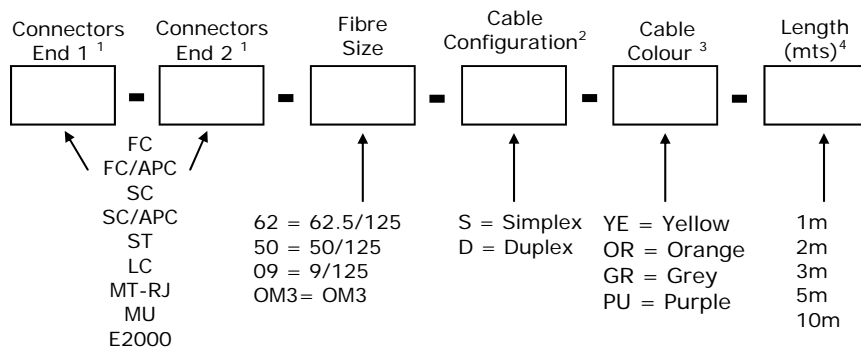 Connectors End 1 ¹
Connectors End 2 ¹
Fibre Size
Cable Configuration²
Cable Colour ³
Length (mts)⁴
FC
FC/APC
SC
SC/APC
ST
LC
MT-RJ
MU
E2000
62 = 62.5/125
50 = 50/125
09 = 9/125
OM3= OM3
S = Simplex
D = Duplex
YE = Yellow
OR = Orange
GR = Grey
PU = Purple
1m
2m
3m
5m
10m